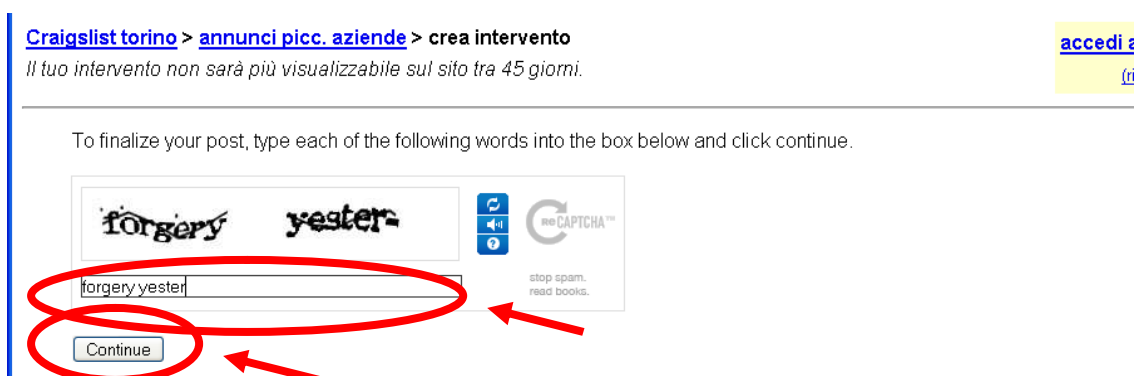 Craigslist torino > annunci picc. aziende > crea intervento
accedi a
Il tuo intervento non sarà più visualizzabile sul sito tra 45 giorni.
(ri
To finalize your post, type each of the following words into the box below and click continue.
forgery yester-
reCAPTCHA™
forgery yester
stop spam.
read books.
Continue